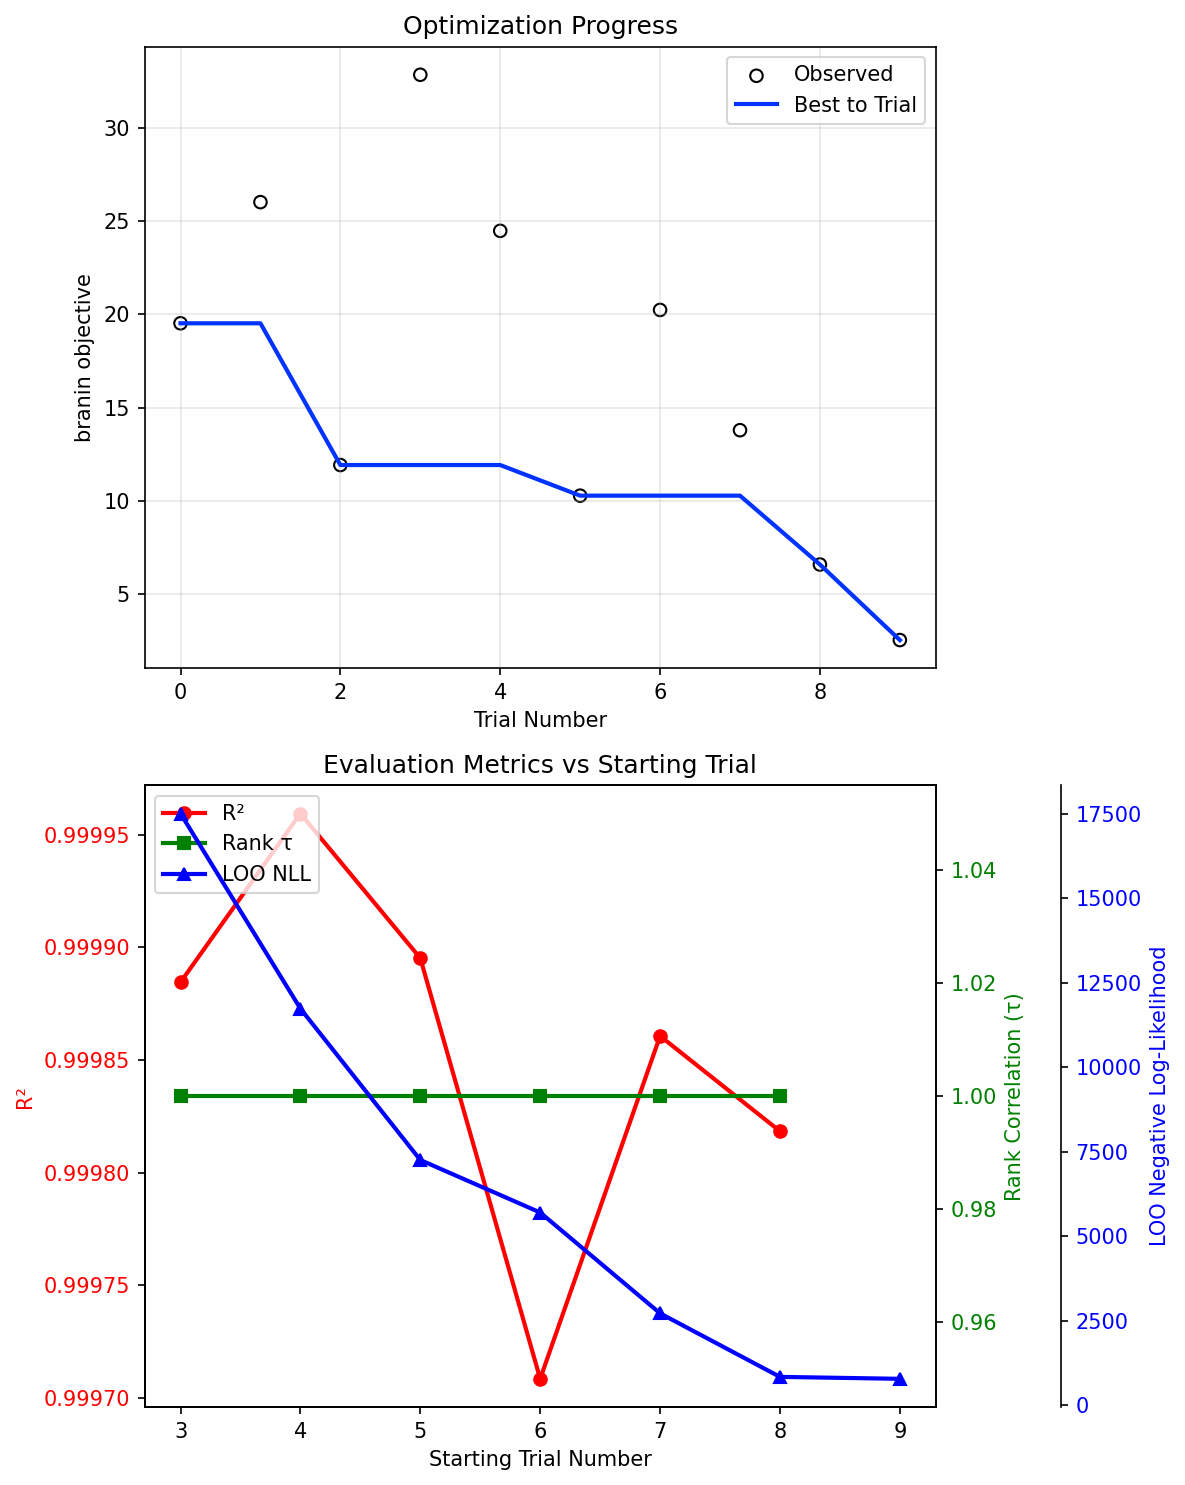 Optimization Progress
Observed
Best to Trial
30
25
20
15
10
5
branin objective
0 2 4 6 8
Trial Number
Evaluation Metrics vs Starting Trial
R²
Rank τ
LOO NLL
0.99995
0.99990
0.99985
0.99980
0.99975
0.99970
R²
1.04
1.02
1.00
0.98
0.96
Rank Correlation (τ)
17500
15000
12500
10000
7500
5000
2500
0
LOO Negative Log-Likelihood
3 4 5 6 7 8 9
Starting Trial Number